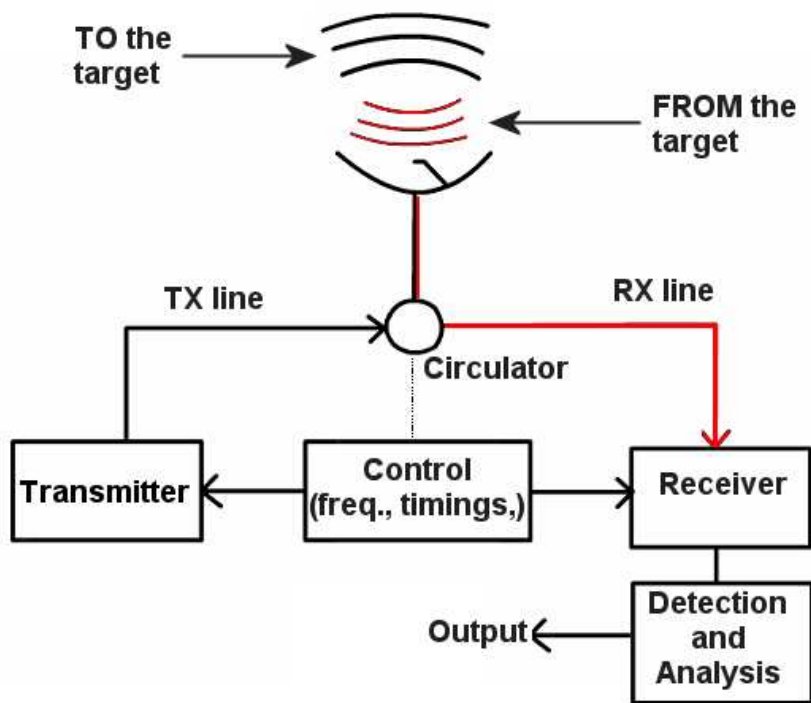 TO the
target
FROM the
target
TX line
RX line
Circulator
Transmitter
Control
(freq., timings,)
Receiver
Detection
and
Analysis
Output